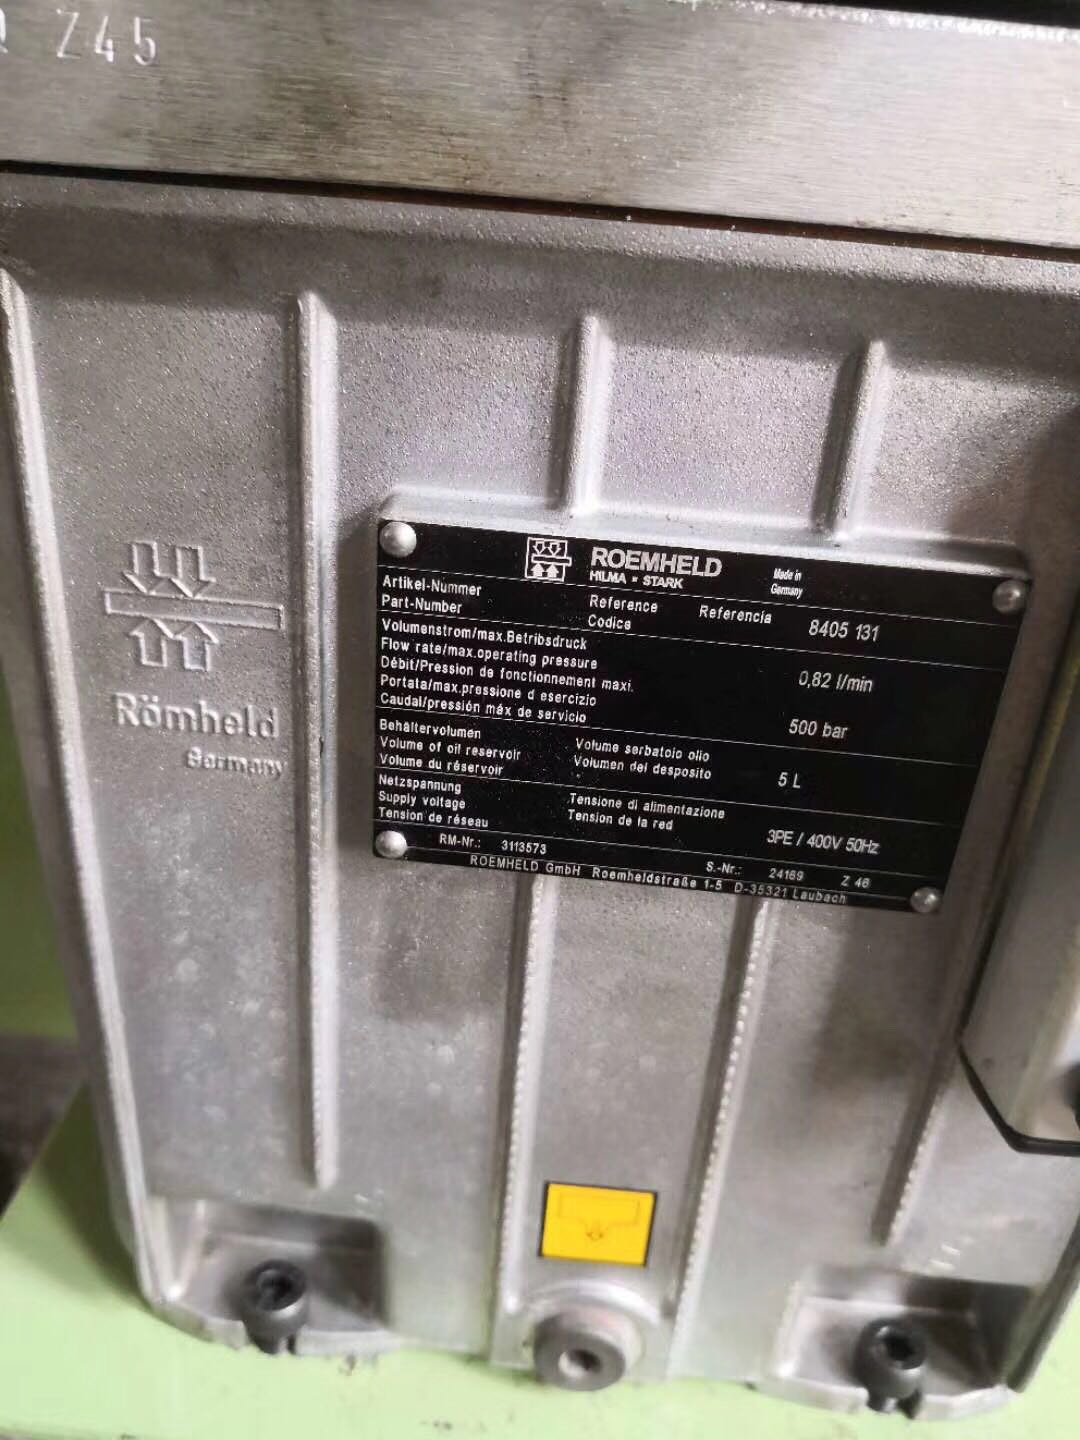 Z45
ROEMHELD
HILMA ▪ STARK
Made in
Germany
Artikel-Nummer
Part-Number
Reference
Codice
Referencia
8405 131
Volumenstrom/max.Betribsdruck
Flow rate/max.operating pressure
Débit/Pression de fonctionnement maxi.
Portata/max.pressione d esercizio
Caudal/pressión máx de servicio
0,82 l/min
500 bar
Behältervolumen
Volume of oil reservoir
Volume du réservoir
Volume serbatoio olio
Volumen del desposito
5 L
Netzspannung
Supply voltage
Tension de réseau
Tensione di alimentazione
Tension de la red
3PE / 400V 50Hz
RM-Nr.: 3113573 S.-Nr.: 24169 Z 46
ROEMHELD GmbH Roemheldstraße 1-5 D-35321 Laubach
Römheld
Germany